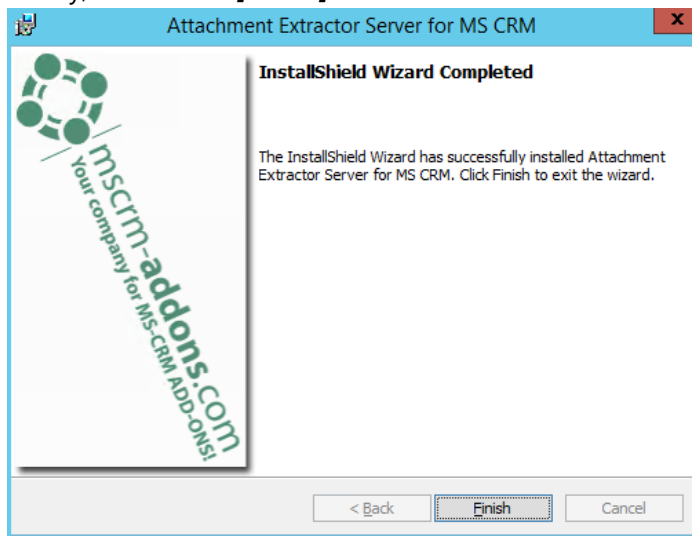 Attachment Extractor Server for MS CRM
x
InstallShield Wizard Completed
The InstallShield Wizard has successfully installed Attachment
Extractor Server for MS CRM. Click Finish to exit the wizard.
mscrm-addons.com
Your company for MS-CRM ADD-ONS!
< Back
Finish
Cancel